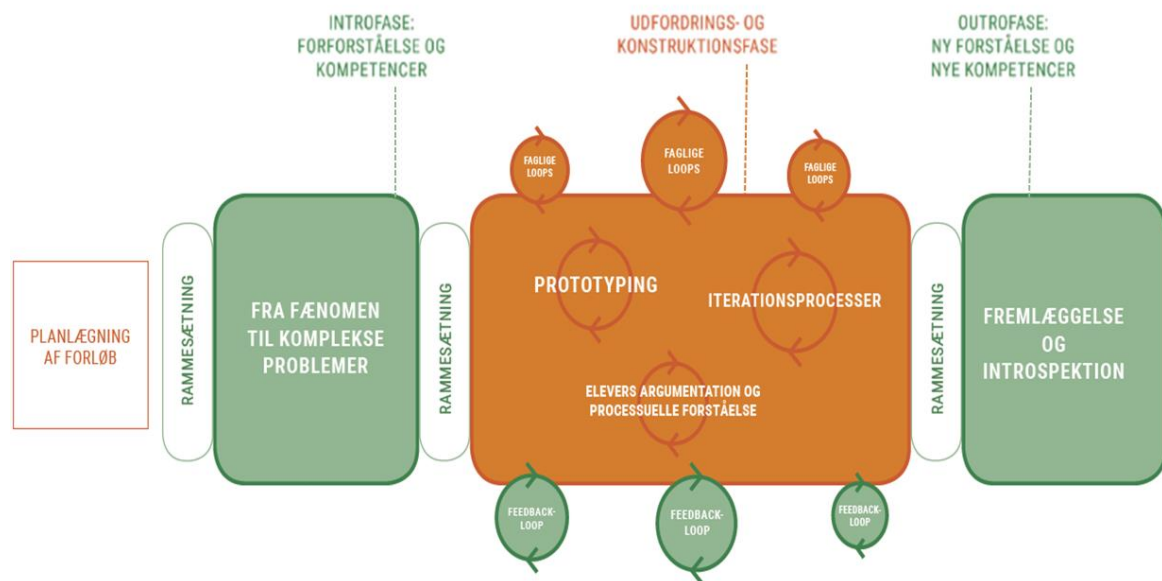 INTROFASE:
FORFORSTÅELSE OG
KOMPETENCER
UDFORDRINGS- OG
KONSTRUKTIONSFASE
OUTROFASE:
NY FORSTÅELSE OG
NYE KOMPETENCER
FAGLIGE
LOOPS
FAGLIGE
LOOPS
FAGLIGE
LOOPS
PLANLÆGNING
AF FORLØB
RAMMESÆTNING
FRA FÆNOMEN
TIL KOMPLEKSE
PROBLEMER
RAMMESÆTNING
PROTOTYPING
ITERATIONSPROCESSER
ELEVERS ARGUMENTATION OG
PROCESSUELLE FORSTÅELSE
RAMMESÆTNING
FREMLÆGGELSE
OG
INTROSPEKTION
FEEDBACK-
LOOP
FEEDBACK-
LOOP
FEEDBACK-
LOOP